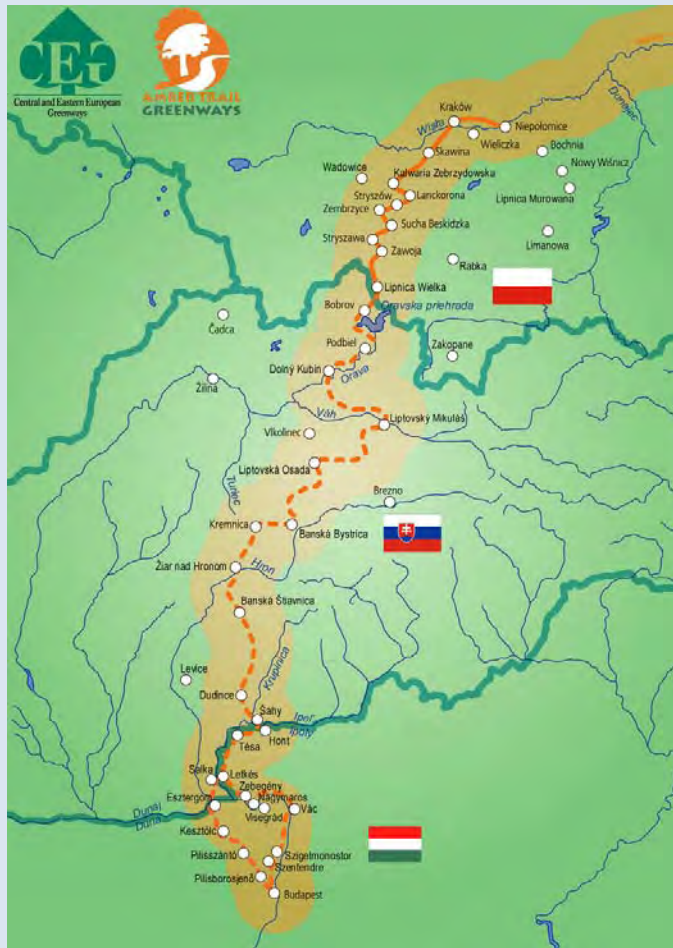 CEG
Central and Eastern European
Greenways
AMBER TRAIL
GREENWAYS
Kraków
Wisła
Niepołomice
Dunajec
Wieliczka
Skawina
Bochnia
Nowy Wiśnicz
Wadowice
Kalwaria Zebrzydowska
Stryszów
Lanckorona
Lipnica Murowana
Zembrzyce
Sucha Beskidzka
Stryszawa
Zawoja
Limanowa
Rabka
Lipnica Wielka
Bobrov
Oravska priehrada
Čadca
Podbiel
Zakopane
Dolný Kubín
Orava
Žilina
Váh
Liptovský Mikuláš
Vlkolinec
Liptovská Osada
Turiec
Brezno
Kremnica
Banská Bystrica
Žiar nad Hronom
Hron
Banská Štiavnica
Krupinica
Levice
Dudince
Šahy
Ipeľ
Ipoly
Hont
Tésa
Salka
Letkés
Zebegény
Esztergom
Nagymaros
Dunaj
Duna
Visegrád
Vác
Kesztölc
Pilisszántó
Szigetmonostor
Szentendre
Pilisborosjenő
Budapest